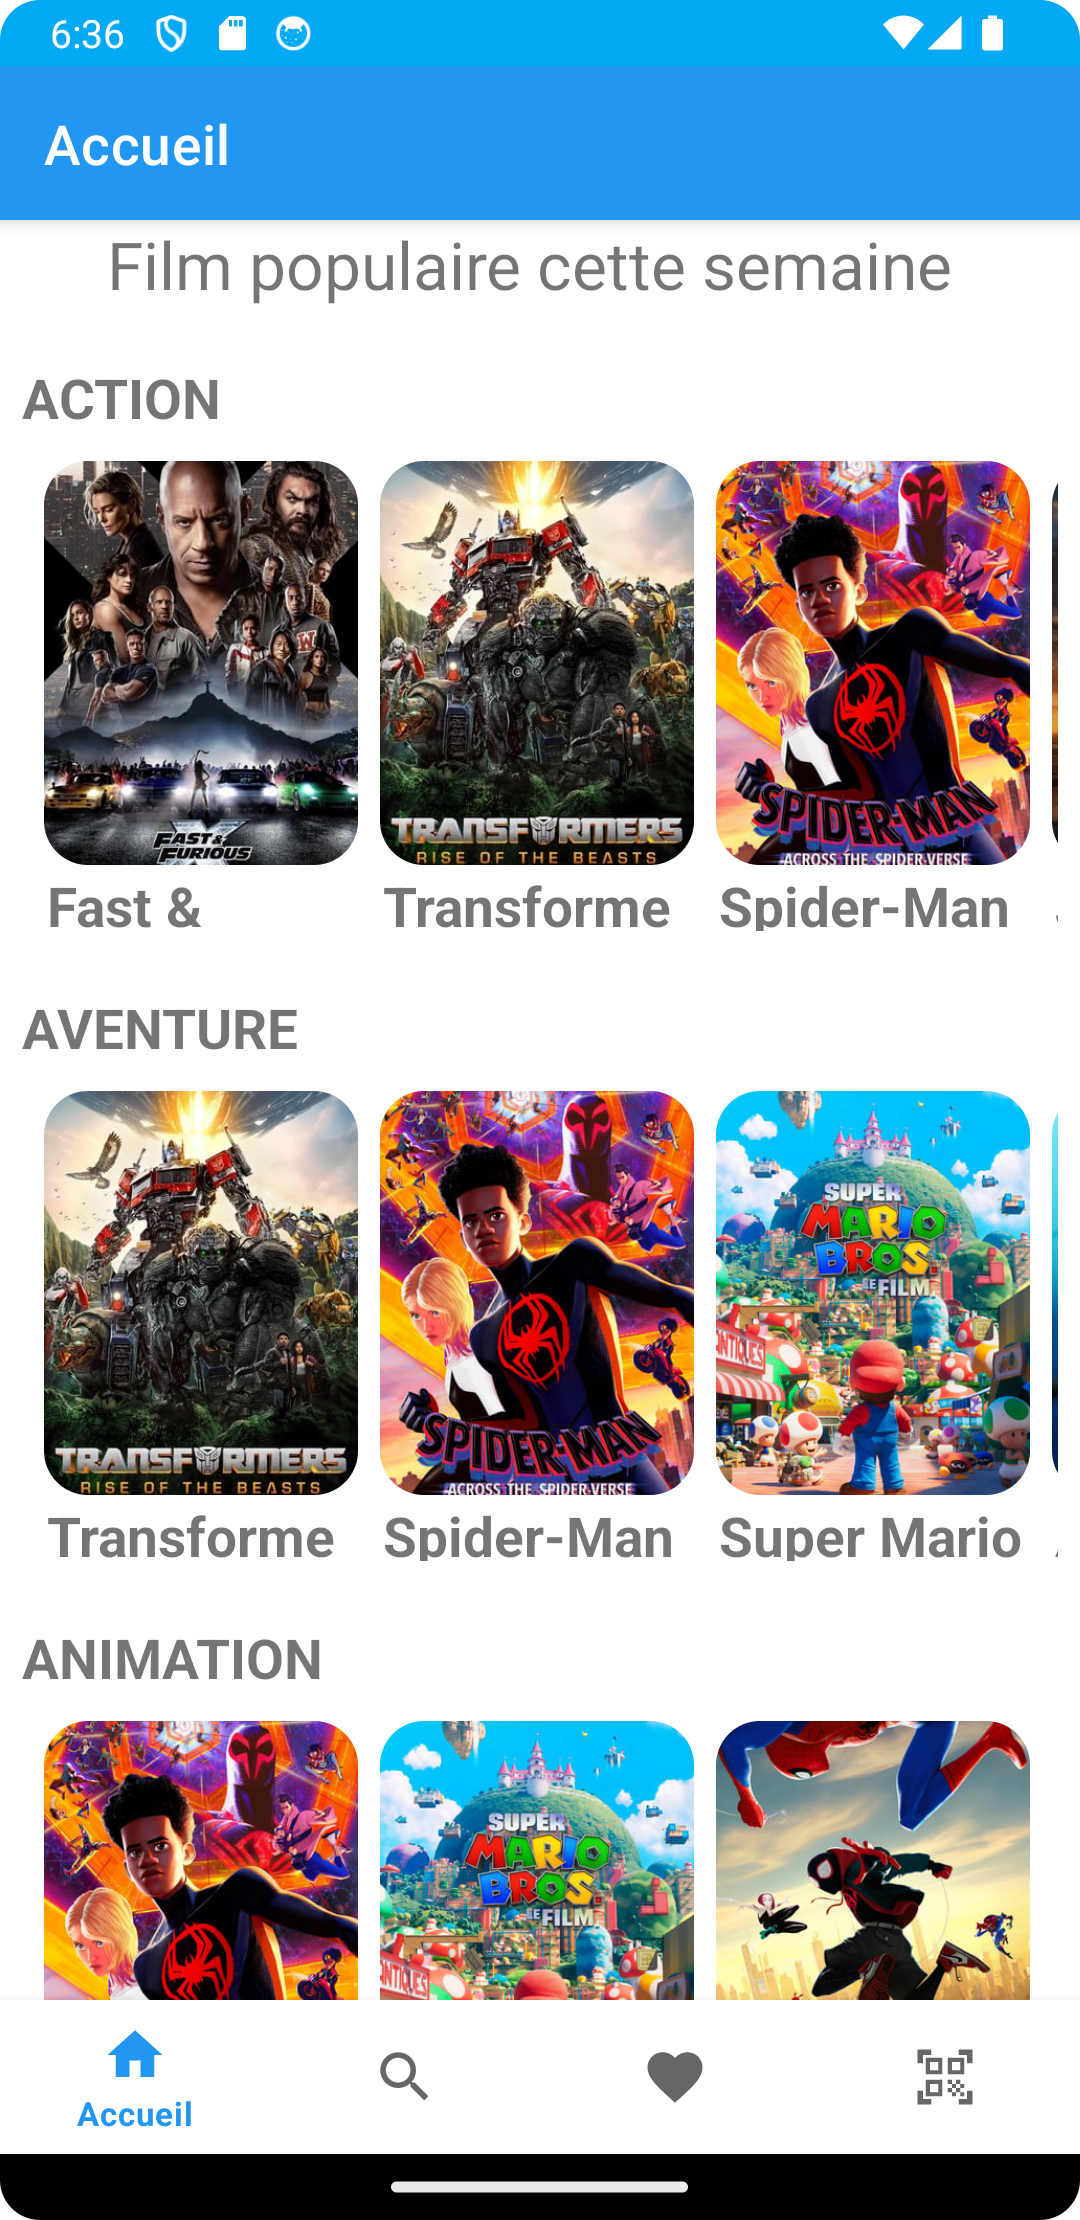 6:36
Accueil
Film populaire cette semaine
ACTION
FAST &
FURIOUS
TRANSFORMERS
RISE OF THE BEASTS
SPIDER-MAN
ACROSS THE SPIDER-VERSE
Fast &
Transforme
Spider-Man
AVENTURE
TRANSFORMERS
RISE OF THE BEASTS
SPIDER-MAN
ACROSS THE SPIDER-VERSE
SUPER
MARIO
BROS.
LE FILM
ANTIQUES
Transforme
Spider-Man
Super Mario
ANIMATION
SUPER
MARIO
BROS.
LE FILM
ANTIQUES
Accueil